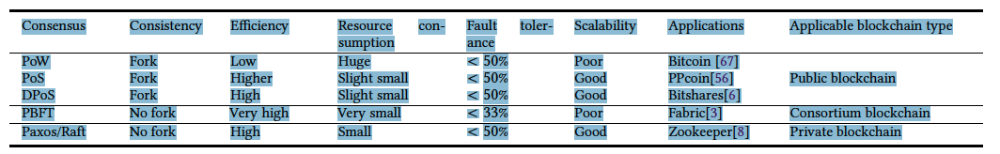 Consensus Consistency Efficiency Resource con- Fault toler- Scalability Applications Applicable blockchain type
sumption ance
PoW Fork Low Huge < 50% Poor Bitcoin [67]
PoS Fork Higher Slight small < 50% Good PPcoin[56] Public blockchain
DPoS Fork High Slight small < 50% Good Bitshares[6]
PBFT No fork Very high Very small < 33% Poor Fabric[3] Consortium blockchain
Paxos/Raft No fork High Small < 50% Good Zookeeper[8] Private blockchain